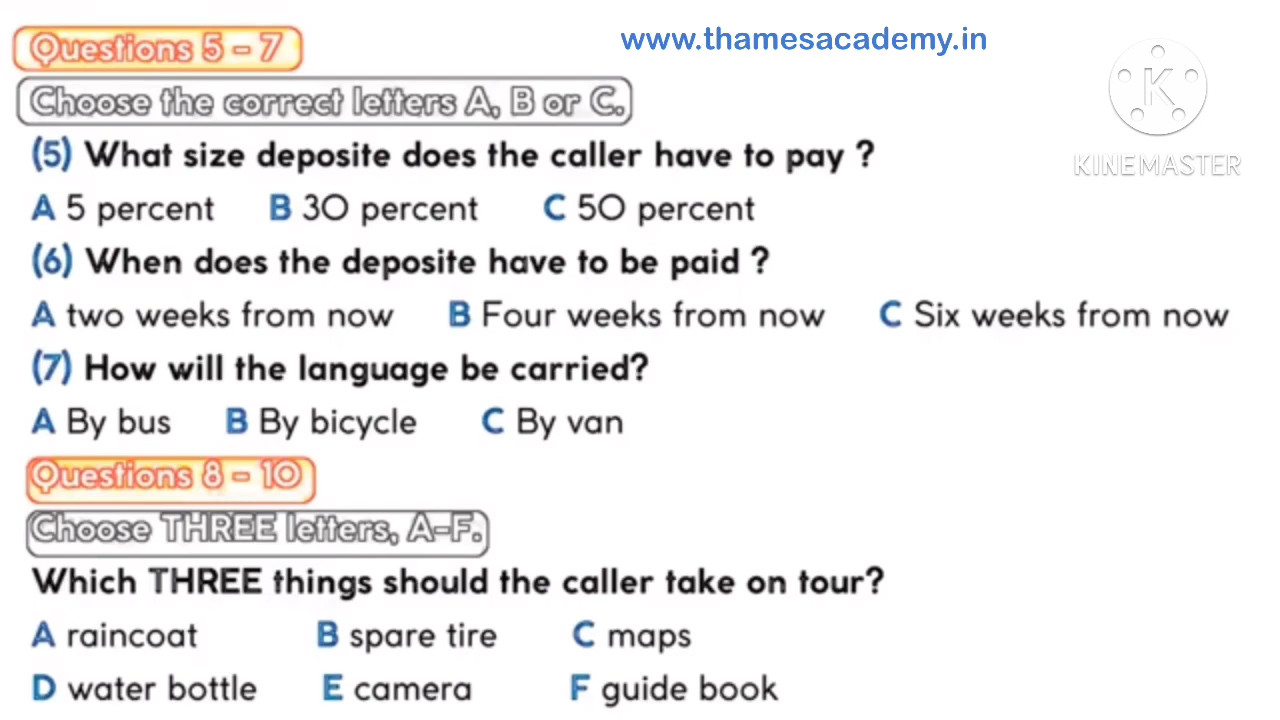 www.thamesacademy.in
Questions 5 - 7
K
KINEMASTER
Choose the correct letters A, B or C.
(5) What size deposite does the caller have to pay ?
A 5 percent B 30 percent C 50 percent
(6) When does the deposite have to be paid ?
A two weeks from now B Four weeks from now C Six weeks from now
(7) How will the language be carried?
A By bus B By bicycle C By van
Questions 8 - 10
Choose THREE letters, A-F.
Which THREE things should the caller take on tour?
A raincoat B spare tire C maps
D water bottle E camera F guide book